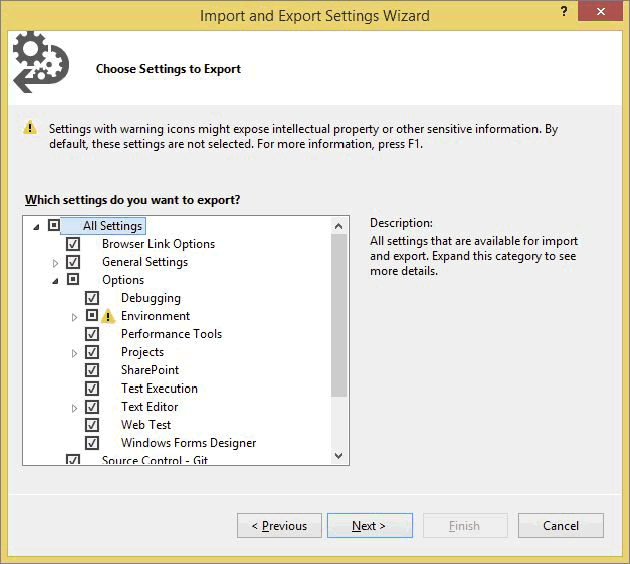 Import and Export Settings Wizard
?
Choose Settings to Export
Settings with warning icons might expose intellectual property or other sensitive information. By
default, these settings are not selected. For more information, press F1.
Which settings do you want to export?
All Settings
Browser Link Options
General Settings
Options
Debugging
Environment
Performance Tools
Projects
SharePoint
Test Execution
Text Editor
Web Test
Windows Forms Designer
Source Control - Git
Description:
All settings that are available for import
and export. Expand this category to see
more details.
< Previous
Next >
Finish
Cancel